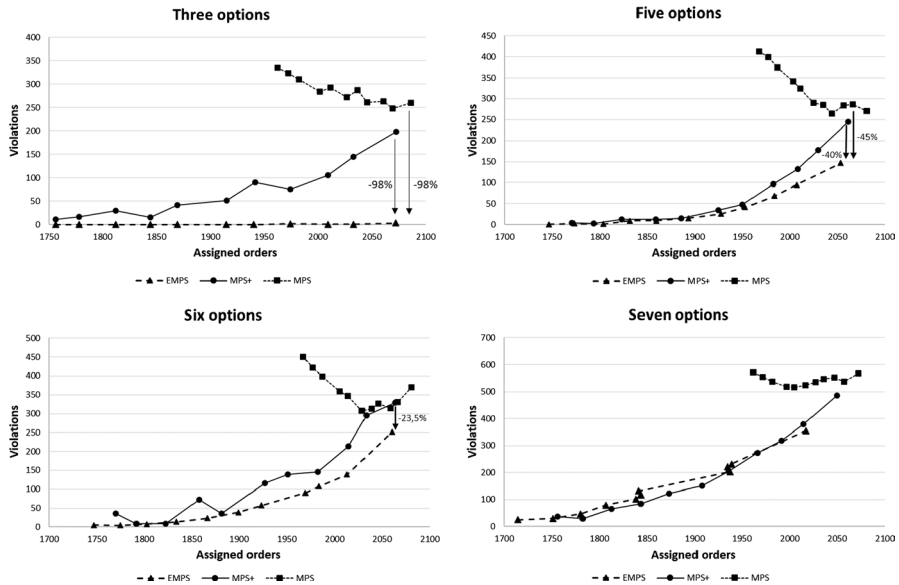 Three options
400
350
300
250
200
150
100
50
0
Violations
-98%
-98%
1750 1800 1850 1900 1950 2000 2050 2100
Assigned orders
EMPS MPS+ MPS
Five options
450
400
350
300
250
200
150
100
50
0
Violations
-45%
-40%
1700 1750 1800 1850 1900 1950 2000 2050 2100
Assigned orders
EMPS MPS+ MPS
Six options
500
450
400
350
300
250
200
150
100
50
0
Violations
-23,5%
1700 1750 1800 1850 1900 1950 2000 2050 2100
Assigned orders
EMPS MPS+ MPS
Seven options
700
600
500
400
300
200
100
0
Violations
1700 1750 1800 1850 1900 1950 2000 2050 2100
Assigned orders
EMPS MPS+ MPS